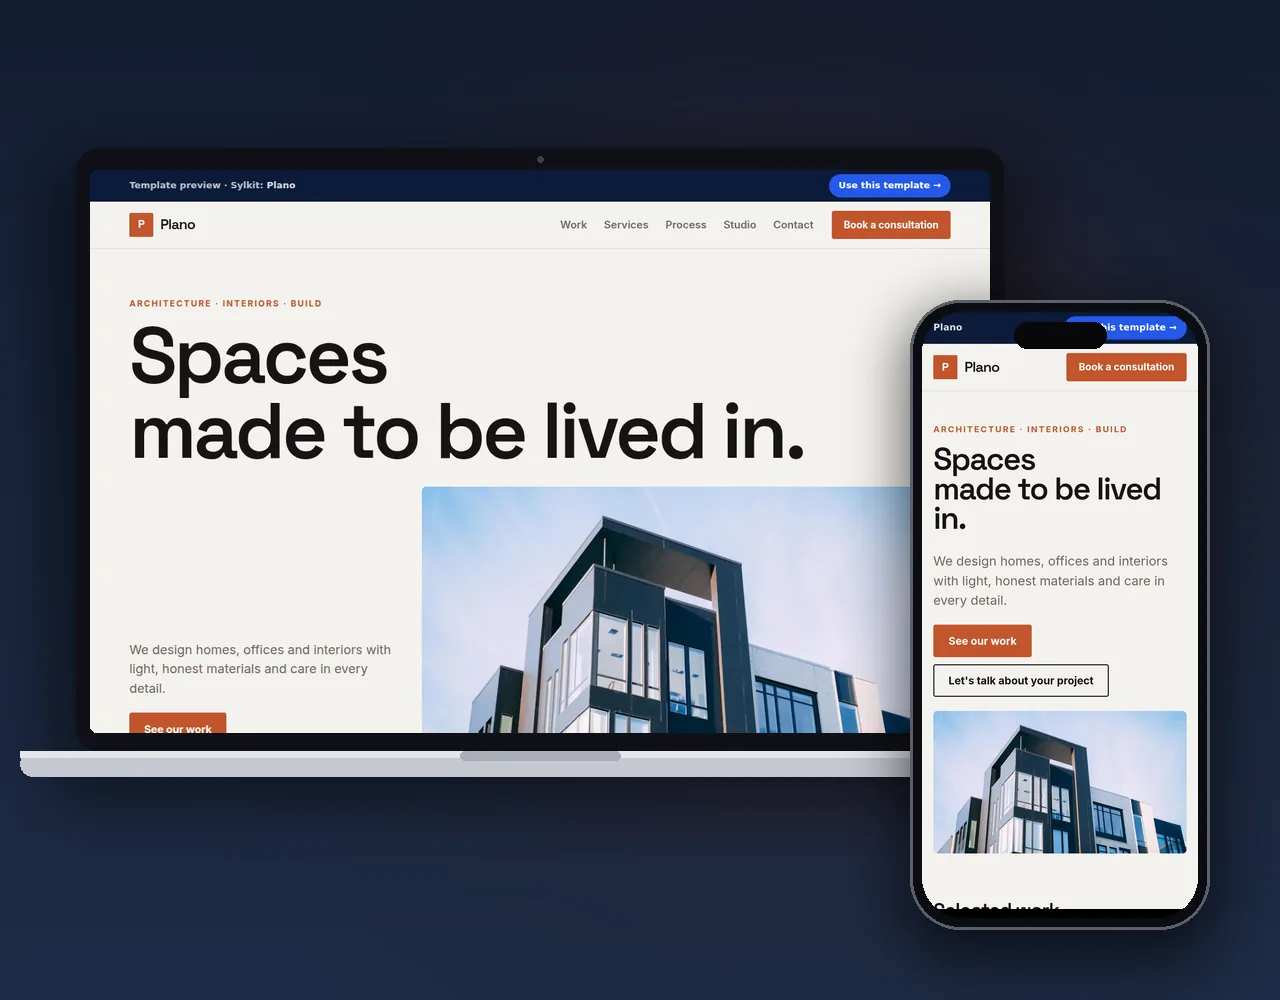 Template preview · Sylkit: Plano
Use this template →
P
Plano
Work
Services
Process
Studio
Contact
Book a consultation
ARCHITECTURE · INTERIORS · BUILD
Spaces
made to be lived in.
We design homes, offices and interiors with
light, honest materials and care in every
detail.
See our work
Plano
this template →
P
Plano
Book a consultation
ARCHITECTURE · INTERIORS · BUILD
Spaces
made to be lived
in.
We design homes, offices and interiors
with light, honest materials and care in
every detail.
See our work
Let's talk about your project
Selected work